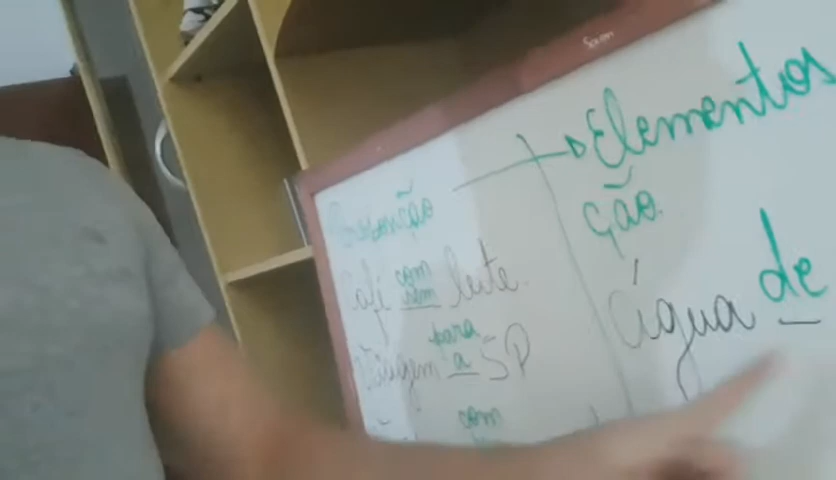 Elementos
ção.
Café com leite.
sem
para
Viagem a SP
com
água de